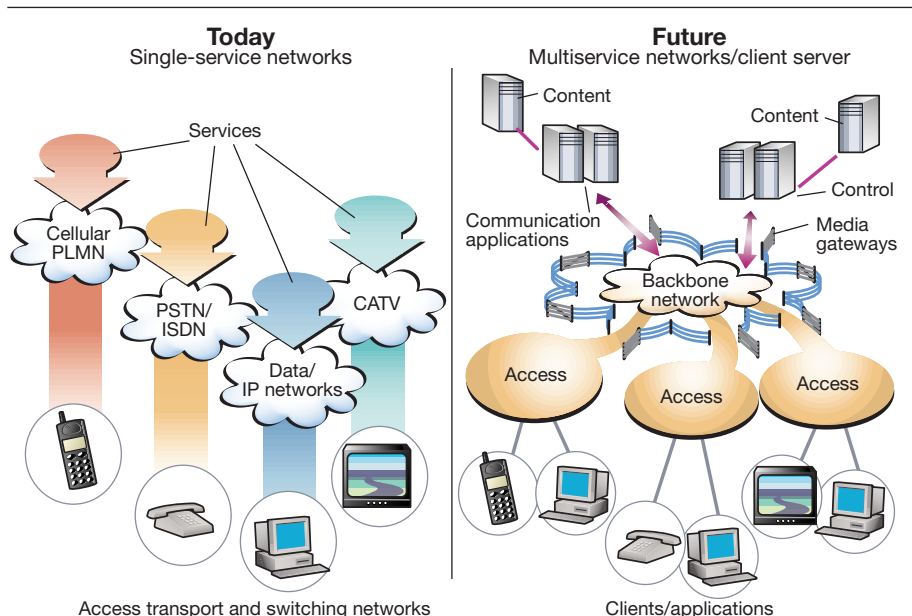 Today
Single-service networks
Services
Cellular
PLMN
PSTN/
ISDN
Data/
IP networks
CATV
Access transport and switching networks
Future
Multiservice networks/client server
Content
Content
Control
Communication
applications
Media
gateways
Backbone
network
Access
Access
Access
Clients/applications